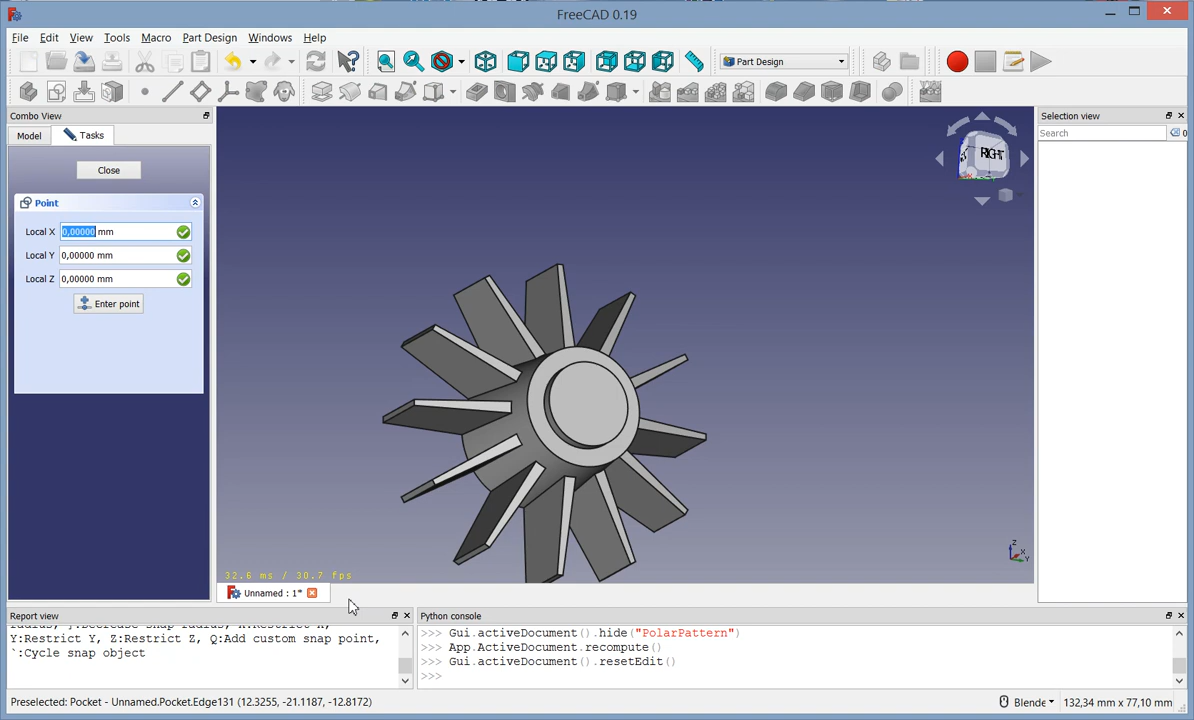 FreeCAD 0.19
File Edit View Tools Macro Part Design Windows Help
Part Design
Combo View
Model Tasks
Close
Point
Local X 0,00000 mm
Local Y 0,00000 mm
Local Z 0,00000 mm
Enter point
RIGHT
Z
Y
32.6 ms / 30.7 fps
Unnamed : 1*
Selection view
Search 0
Report view
Y:Restrict Y, Z:Restrict Z, Q:Add custom snap point,
`:Cycle snap object
Python console
>>> Gui.activeDocument().hide("PolarPattern")
>>> App.ActiveDocument.recompute()
>>> Gui.activeDocument().resetEdit()
>>>
Preselected: Pocket - Unnamed.Pocket.Edge131 (12.3255, -21.1187, -12.8172)
Blende 132,34 mm x 77,10 mm